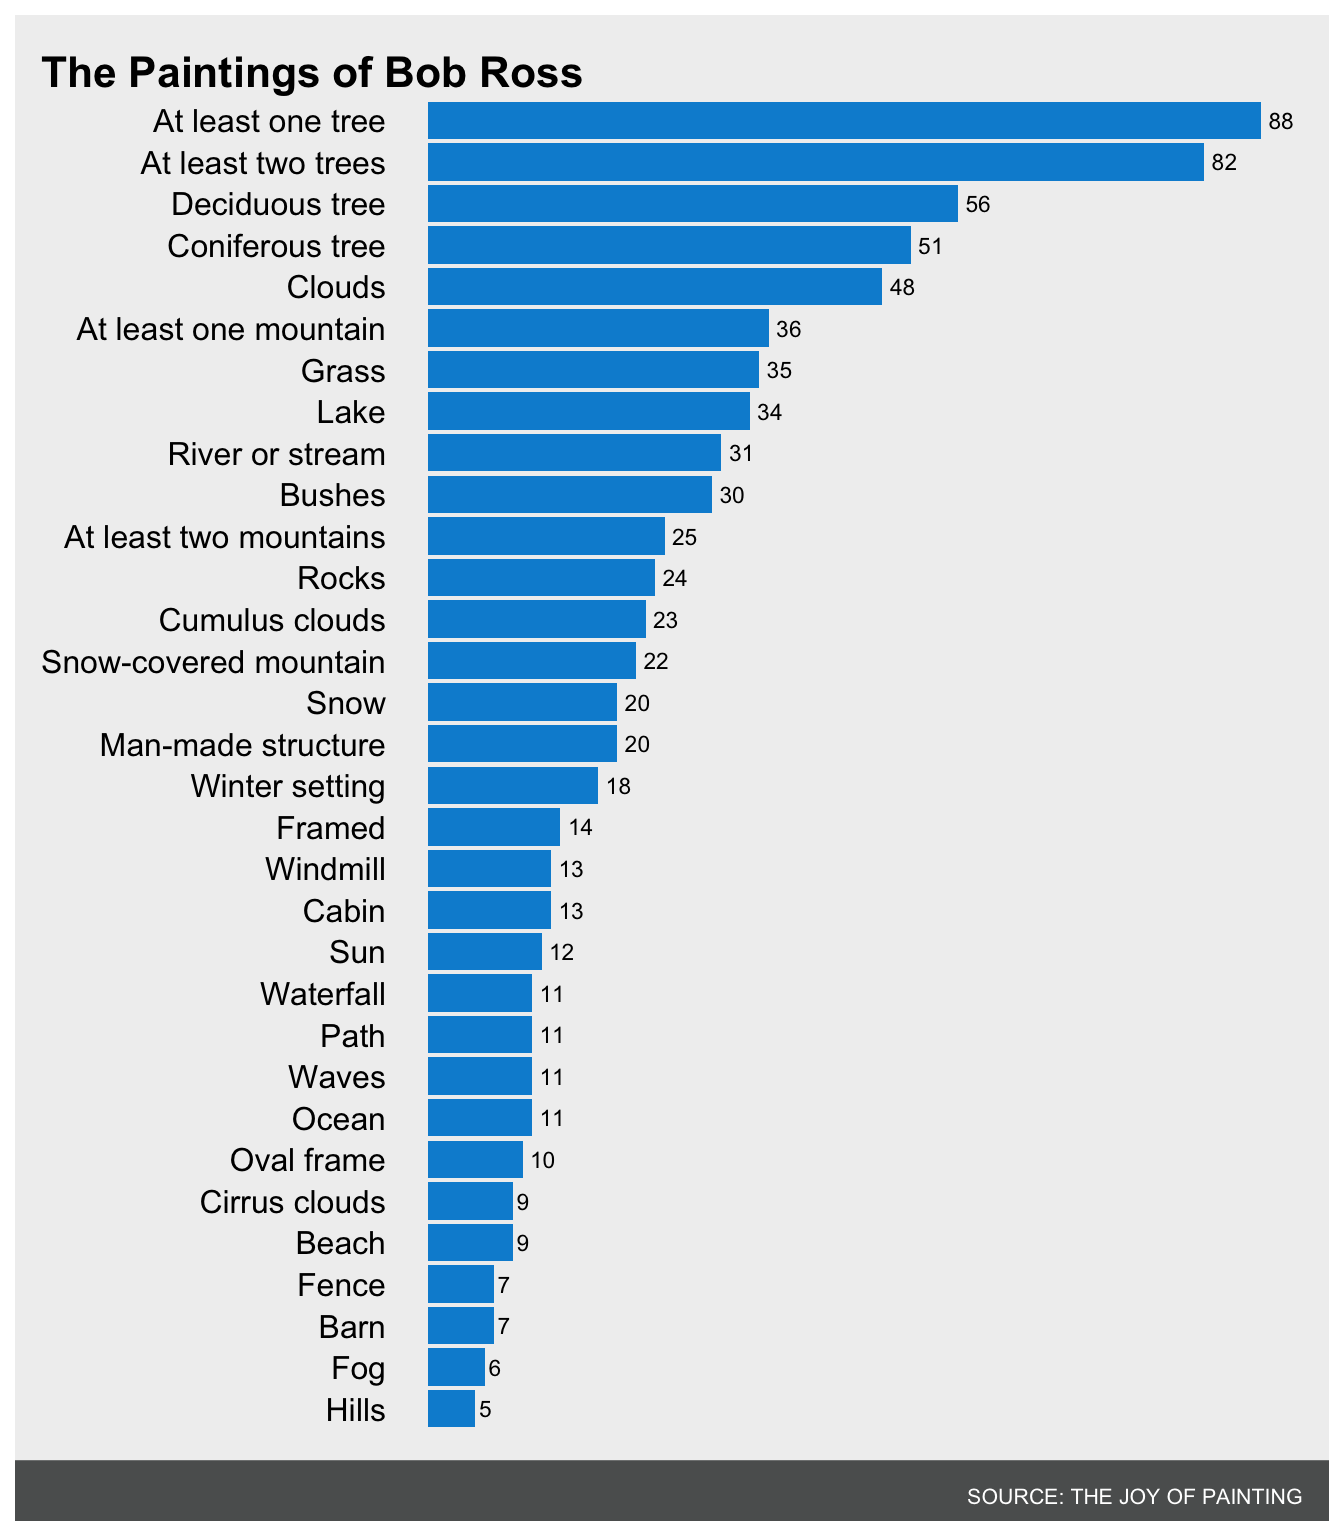 The Paintings of Bob Ross
At least one tree 88
At least two trees 82
Deciduous tree 56
Coniferous tree 51
Clouds 48
At least one mountain 36
Grass 35
Lake 34
River or stream 31
Bushes 30
At least two mountains 25
Rocks 24
Cumulus clouds 23
Snow-covered mountain 22
Snow 20
Man-made structure 20
Winter setting 18
Framed 14
Windmill 13
Cabin 13
Sun 12
Waterfall 11
Path 11
Waves 11
Ocean 11
Oval frame 10
Cirrus clouds 9
Beach 9
Fence 7
Barn 7
Fog 6
Hills 5
SOURCE: THE JOY OF PAINTING